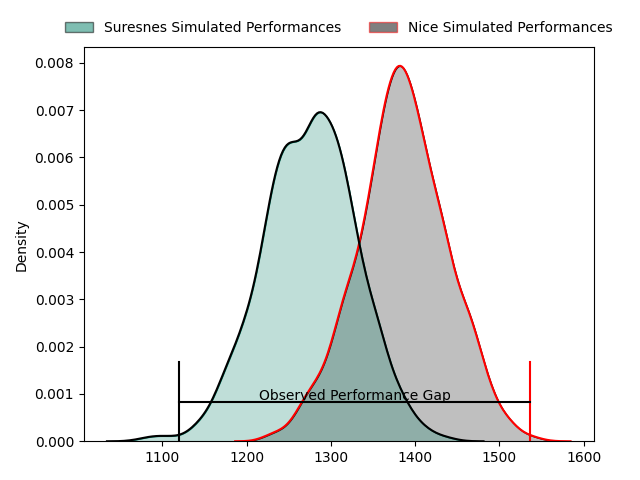 Suresnes Simulated Performances Nice Simulated Performances
0.008
0.007
0.006
0.005
0.004
0.003
0.002
0.001
0.000
Density
Observed Performance Gap
1100 1200 1300 1400 1500 1600